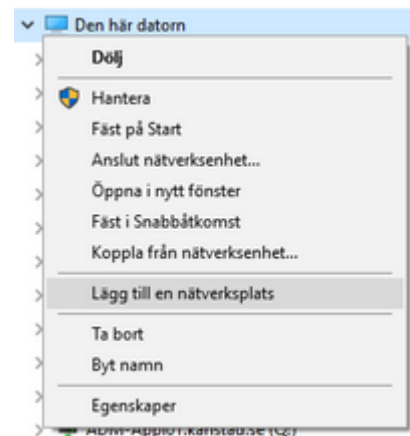 Den här datorn
Dölj
Hantera
Fäst på Start
Anslut nätverksenhet...
Öppna i nytt fönster
Fäst i Snabbåtkomst
Koppla från nätverksenhet...
Lägg till en nätverksplats
Ta bort
Byt namn
Egenskaper